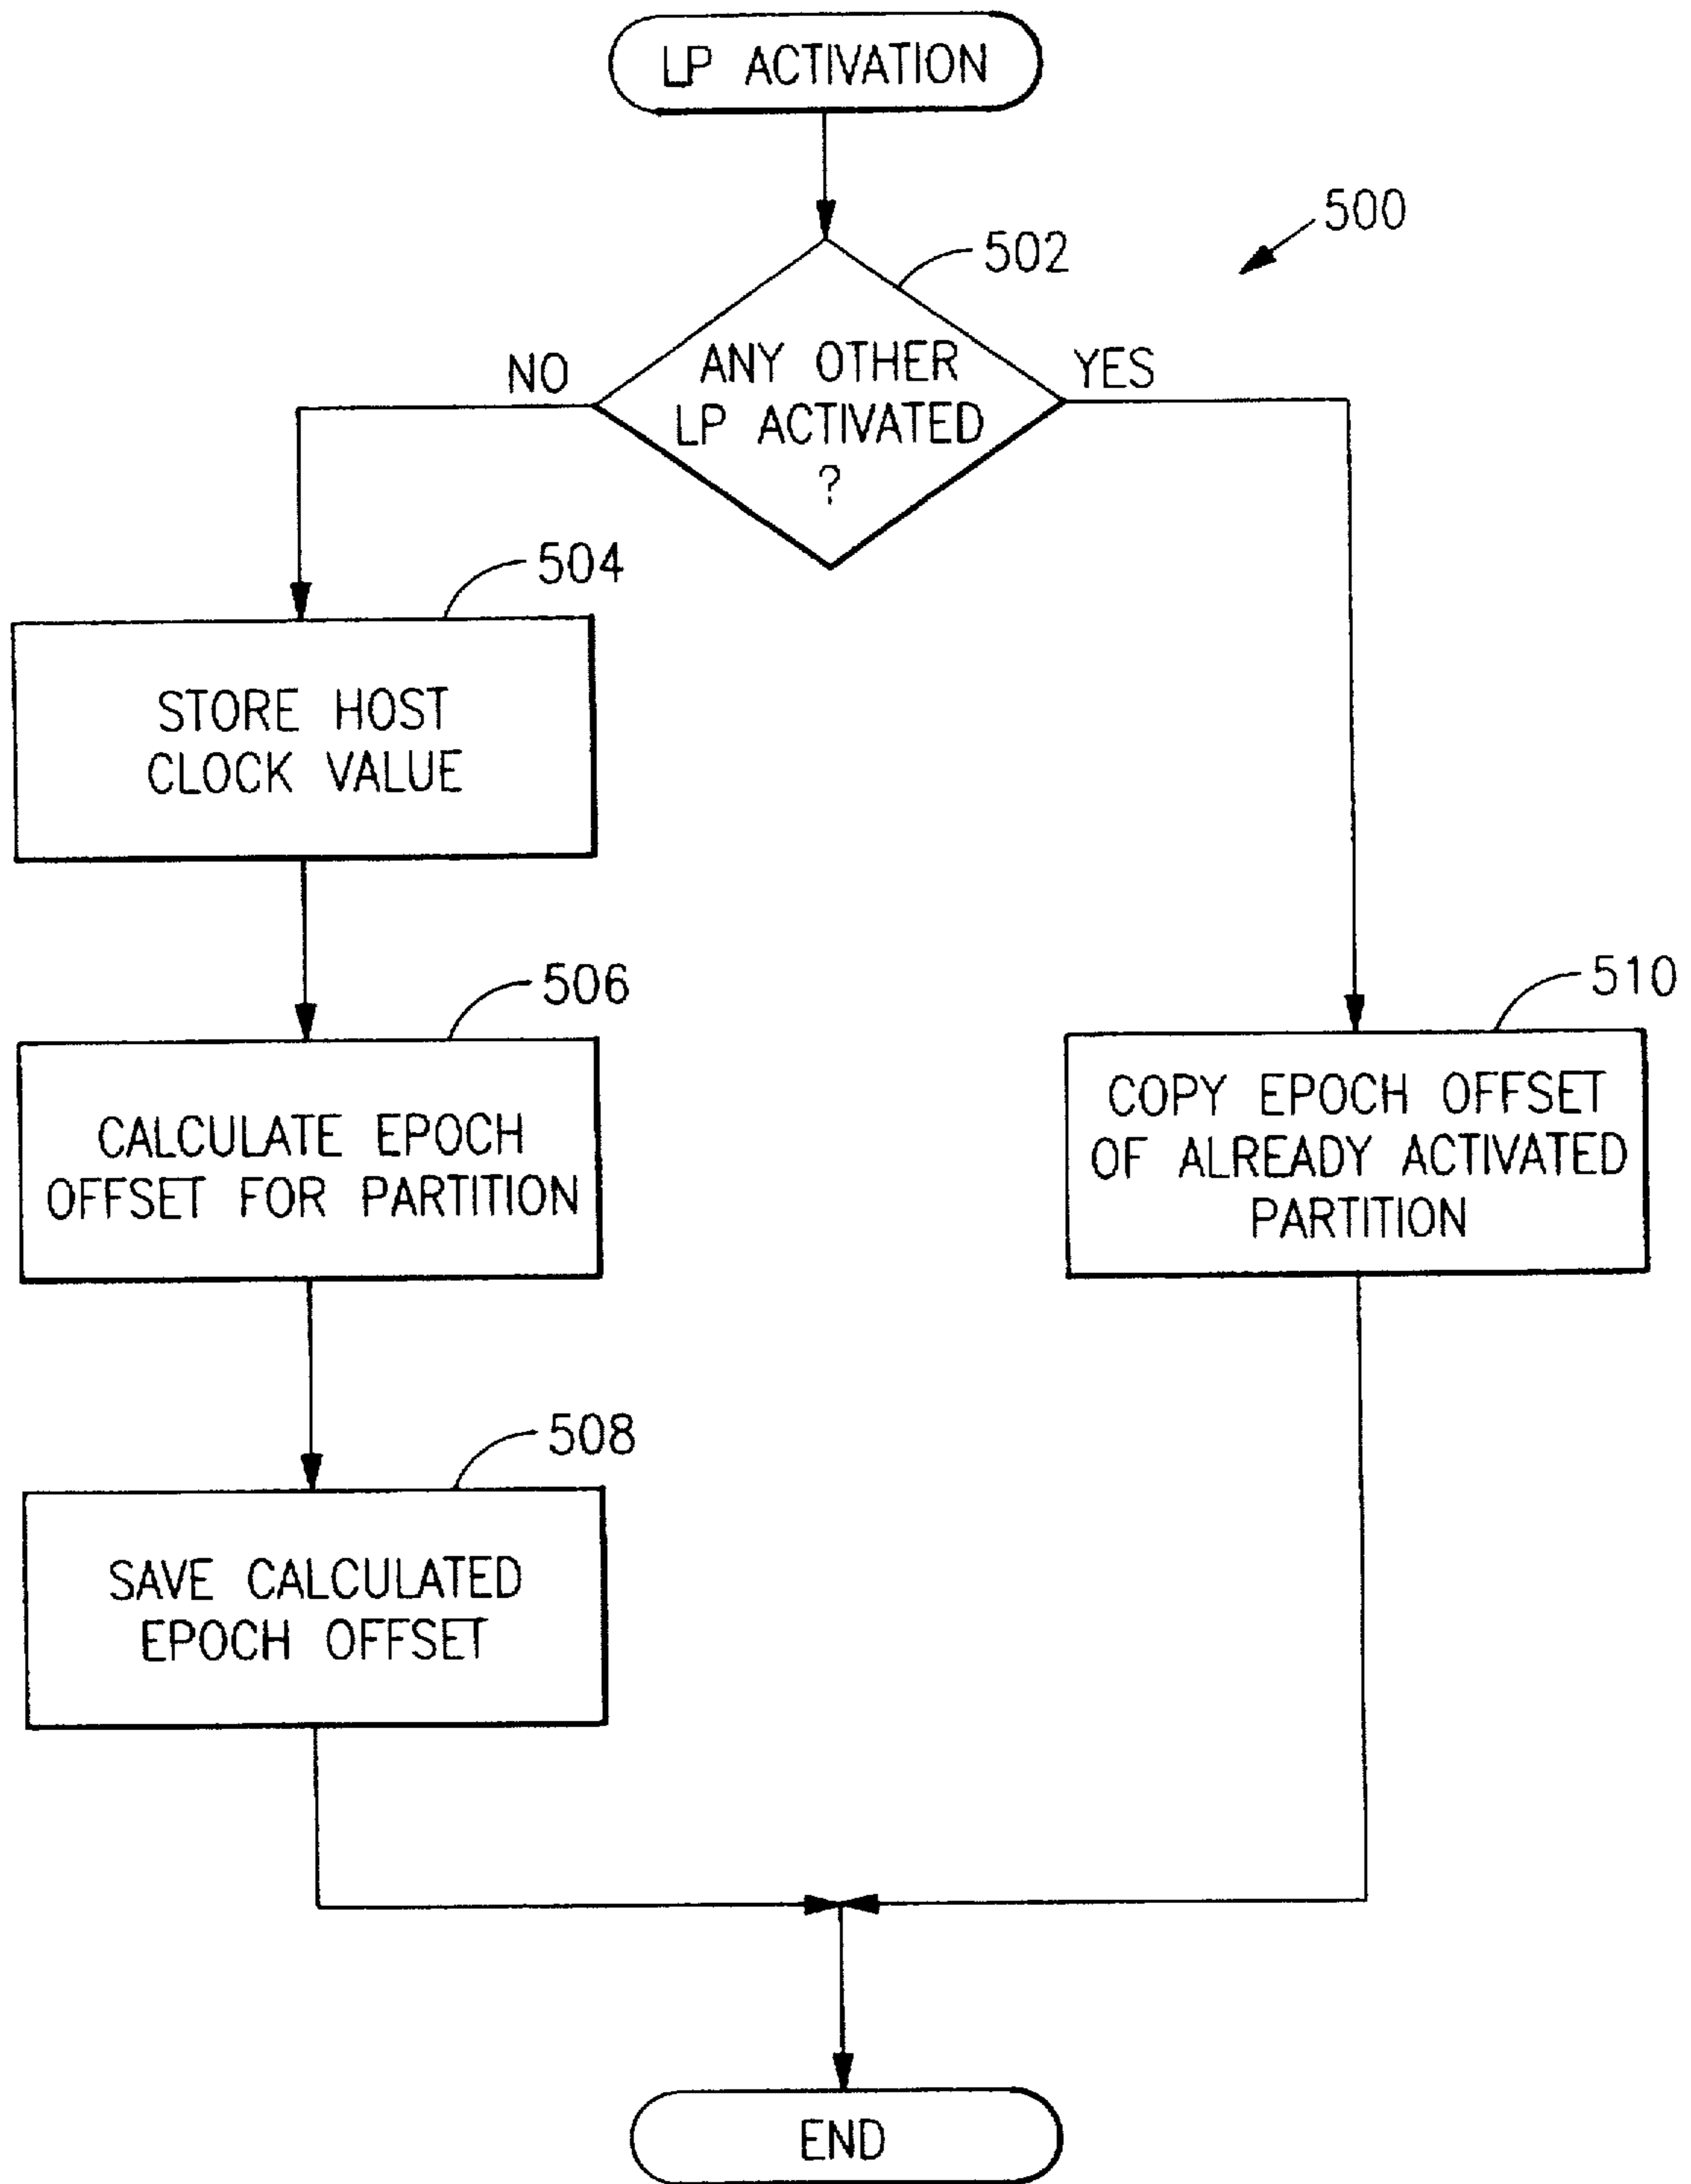 LP ACTIVATION
500
502
ANY OTHER
LP ACTIVATED
?
NO
YES
504
STORE HOST
CLOCK VALUE
506
CALCULATE EPOCH
OFFSET FOR PARTITION
508
SAVE CALCULATED
EPOCH OFFSET
510
COPY EPOCH OFFSET
OF ALREADY ACTIVATED
PARTITION
END